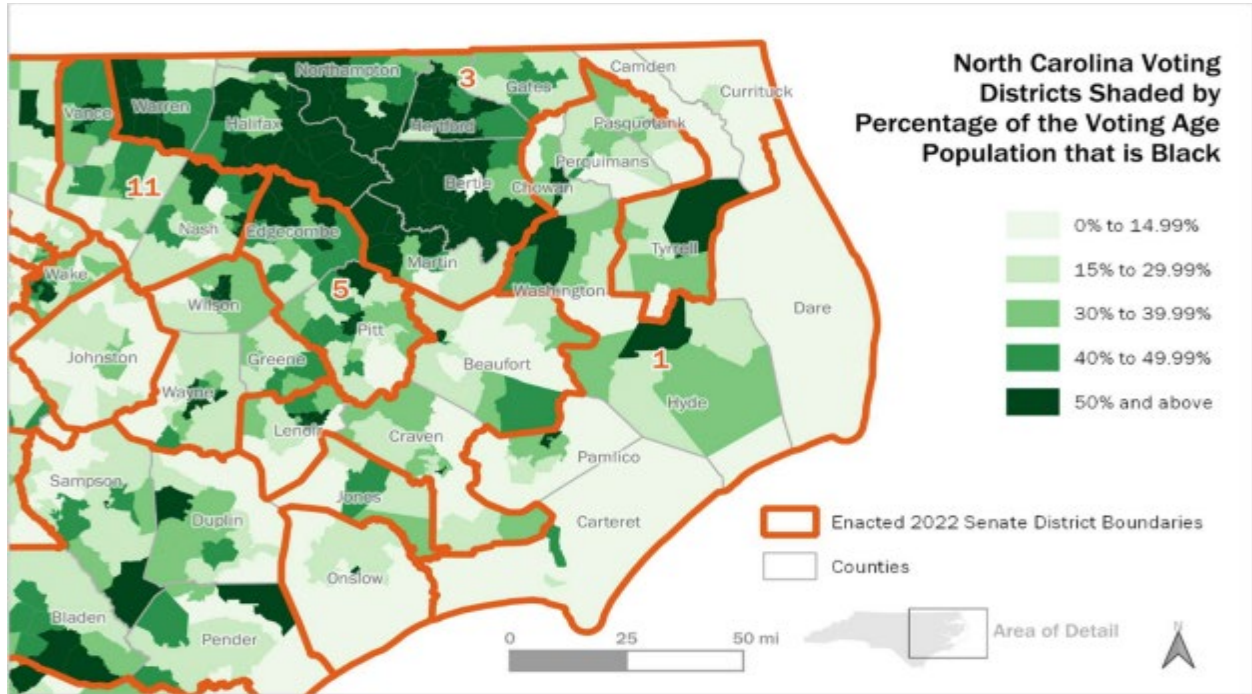 North Carolina Voting
Districts Shaded by
Percentage of the Voting Age
Population that is Black
0% to 14.99%
15% to 29.99%
30% to 39.99%
40% to 49.99%
50% and above
Camden
Currituck
Northampton
3
Gates
Vance
Warren
Halifax
Hertford
Pasquotank
Perquimans
Bertie
Chowan
11
Nash
Edgecombe
Tyrrell
Martin
Wake
5
Washington
Wilson
Dare
Pitt
Johnston
Greene
Beaufort
1
Wayne
Hyde
Lenoir
Craven
Pamlico
Sampson
Jones
Duplin
Carteret
Onslow
Bladen
Pender
Enacted 2022 Senate District Boundaries
Counties
0 25 50 mi
Area of Detail
N